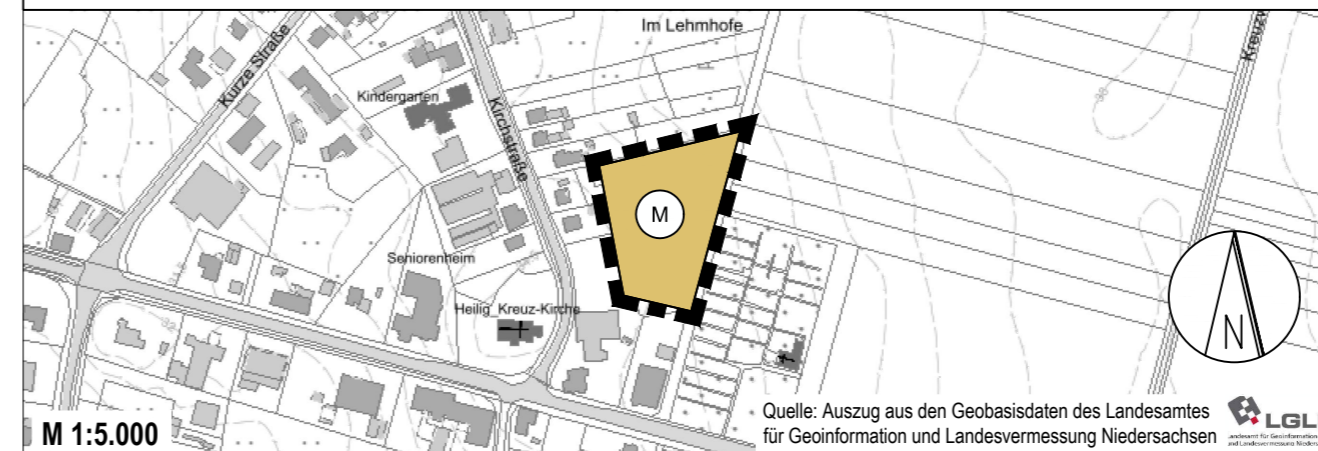 Im Lehmhofe
Kurze Straße
Kindergarten
Kirchstraße
M
Seniorenheim
Heilig_Kreuz-Kirche
N
M 1:5.000
Quelle: Auszug aus den Geobasisdaten des Landesamtes
für Geoinformation und Landesvermessung Niedersachsen
LGL